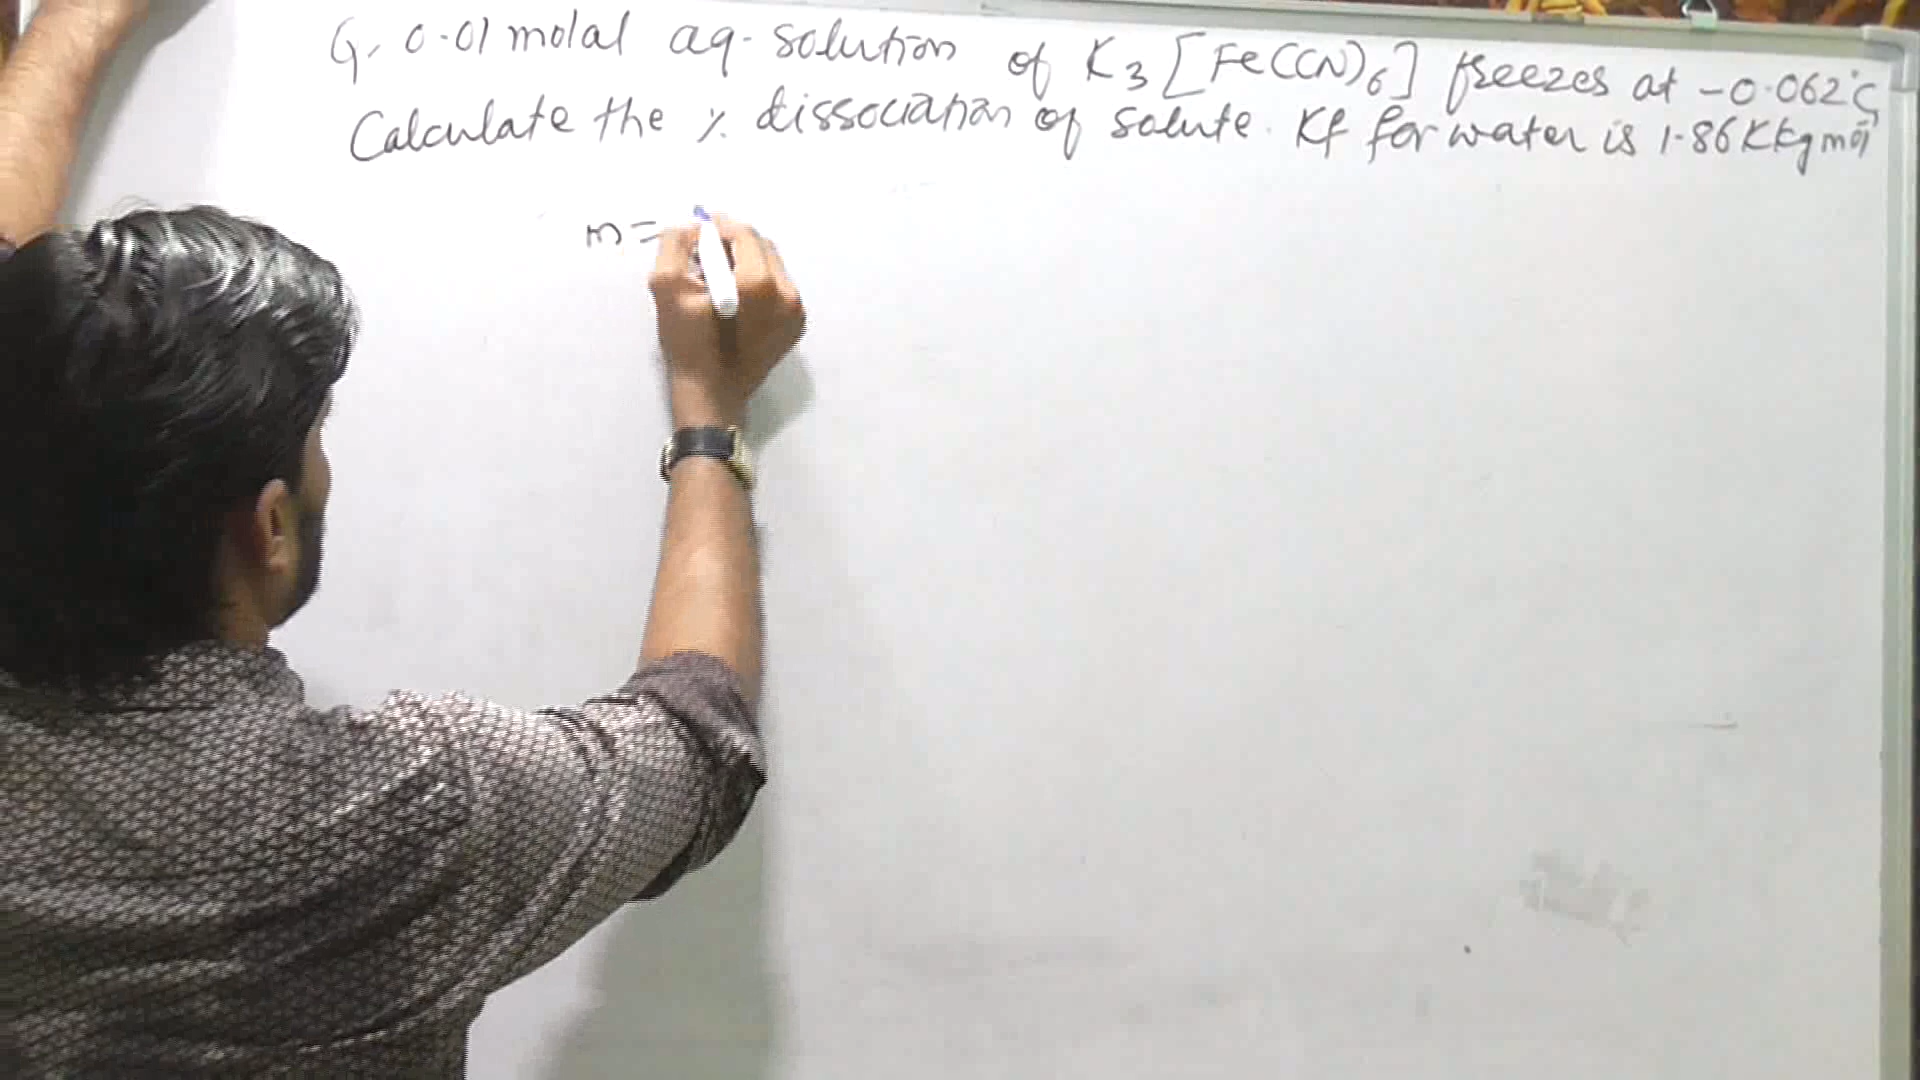 Q. 0.01 molal aq. solution of K3[Fe(CN)6] freezes at -0.062°C.
Calculate the % dissociation of solute. Kf for water is 1.86 K kg mol⁻¹
m =